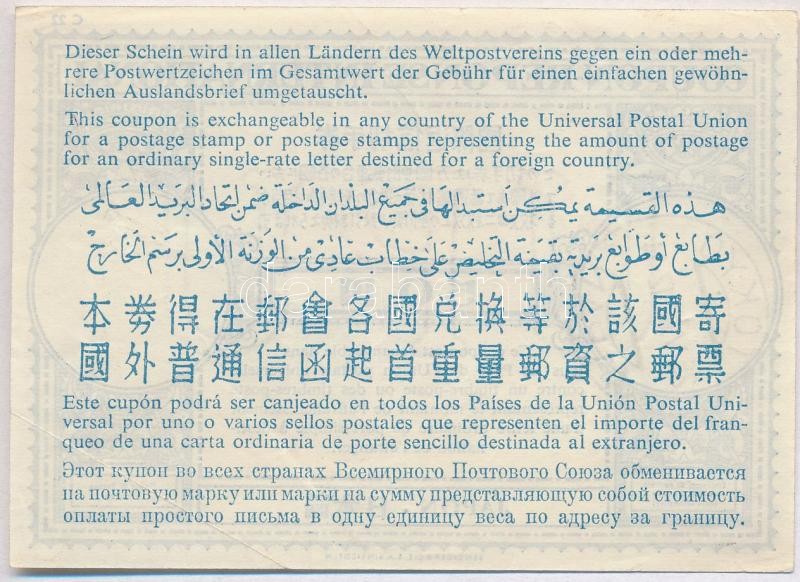 C 22
Dieser Schein wird in allen Ländern des Weltpostvereins gegen ein oder meh-
rere Postwertzeichen im Gesamtwert der Gebühr für einen einfachen gewöhn-
lichen Auslandsbrief umgetauscht.
This coupon is exchangeable in any country of the Universal Postal Union
for a postage stamp or postage stamps representing the amount of postage
for an ordinary single-rate letter destined for a foreign country.
هذه القسيمة يمكن استبدالها في جميع البلدان الداخلة ضمن اتحاد البريد العالمى
بطابع أو طوابع بريدية بقيمة التخليص على خطاب عادى من الوزنة الأولى برسم الخارج
本券得在郵會各國兌換等於該國寄
國外普通信函起首重量郵資之郵票
Este cupón podrá ser canjeado en todos los Países de la Unión Postal Uni-
versal por uno o varios sellos postales que representen el importe del fran-
queo de una carta ordinaria de porte sencillo destinada al extranjero.
Этот купон во всех странах Всемирного Почтового Союза обменивается
на почтовую марку или марки на сумму представляющую собой стоимость
оплаты простого письма в одну единицу веса по адресу за границу.